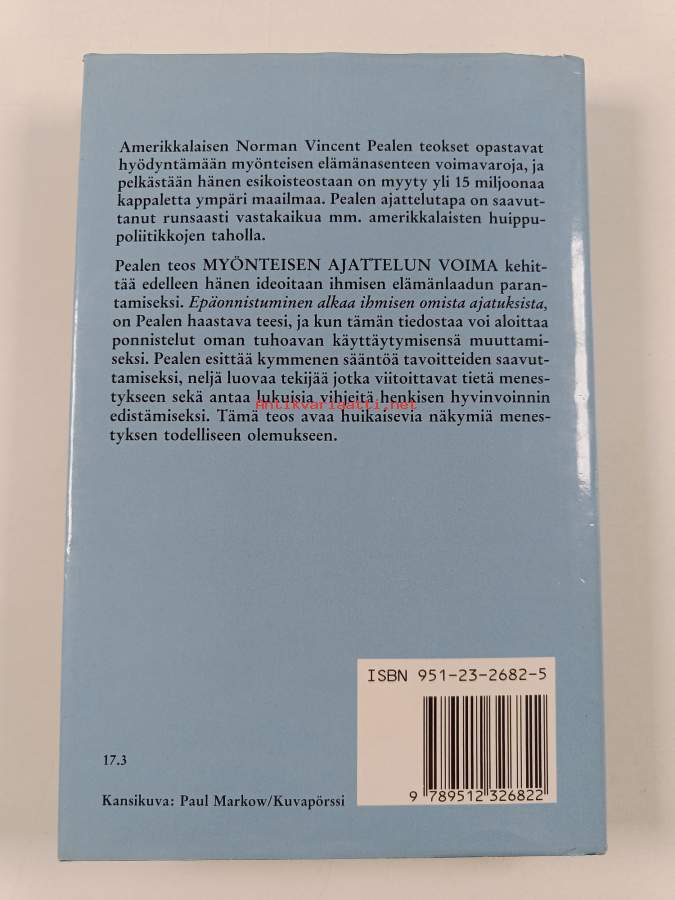 Amerikkalaisen Norman Vincent Pealen teokset opastavat
hyödyntämään myönteisen elämänasenteen voimavaroja, ja
pelkästään hänen esikoisteostaan on myyty yli 15 miljoonaa
kappaletta ympäri maailmaa. Pealen ajattelutapa on saavut-
tanut runsaasti vastakaikua mm. amerikkalaisten huippu-
poliitikkojen taholla.
Pealen teos MYÖNTEISEN AJATTELUN VOIMA kehit-
tää edelleen hänen ideoitaan ihmisen elämänlaadun paran-
tamiseksi. Epäonnistuminen alkaa ihmisen omista ajatuksista,
on Pealen haastava teesi, ja kun tämän tiedostaa voi aloittaa
ponnistelut oman tuhoavan käyttäytymisensä muuttami-
seksi. Pealen esittää kymmenen sääntöä tavoitteiden saavut-
tamiseksi, neljä luovaa tekijää jotka viitoittavat tietä menes-
tykseen sekä antaa lukuisia vihjeitä henkisen hyvinvoinnin
Antikvariaatti.net
edistämiseksi. Tämä teos avaa huikaisevia näkymiä menes-
tyksen todelliseen olemukseen.
ISBN 951-23-2682-5
9 789512 326822
17.3
Kansikuva: Paul Markow/Kuvapörssi